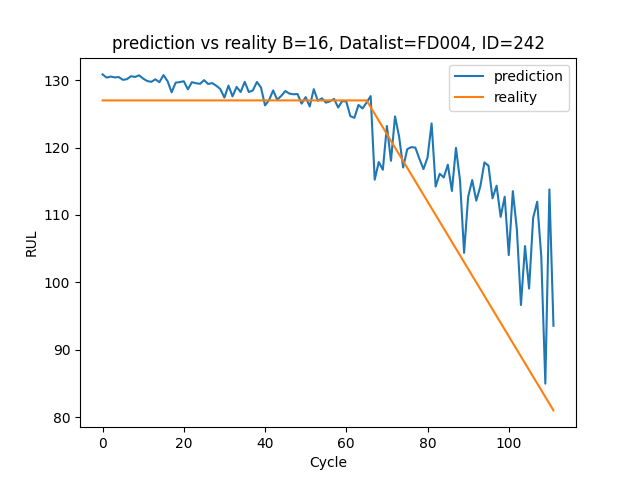 prediction vs reality B=16, Datalist=FD004, ID=242
prediction
reality
RUL
130
120
110
100
90
80
0 20 40 60 80 100
Cycle